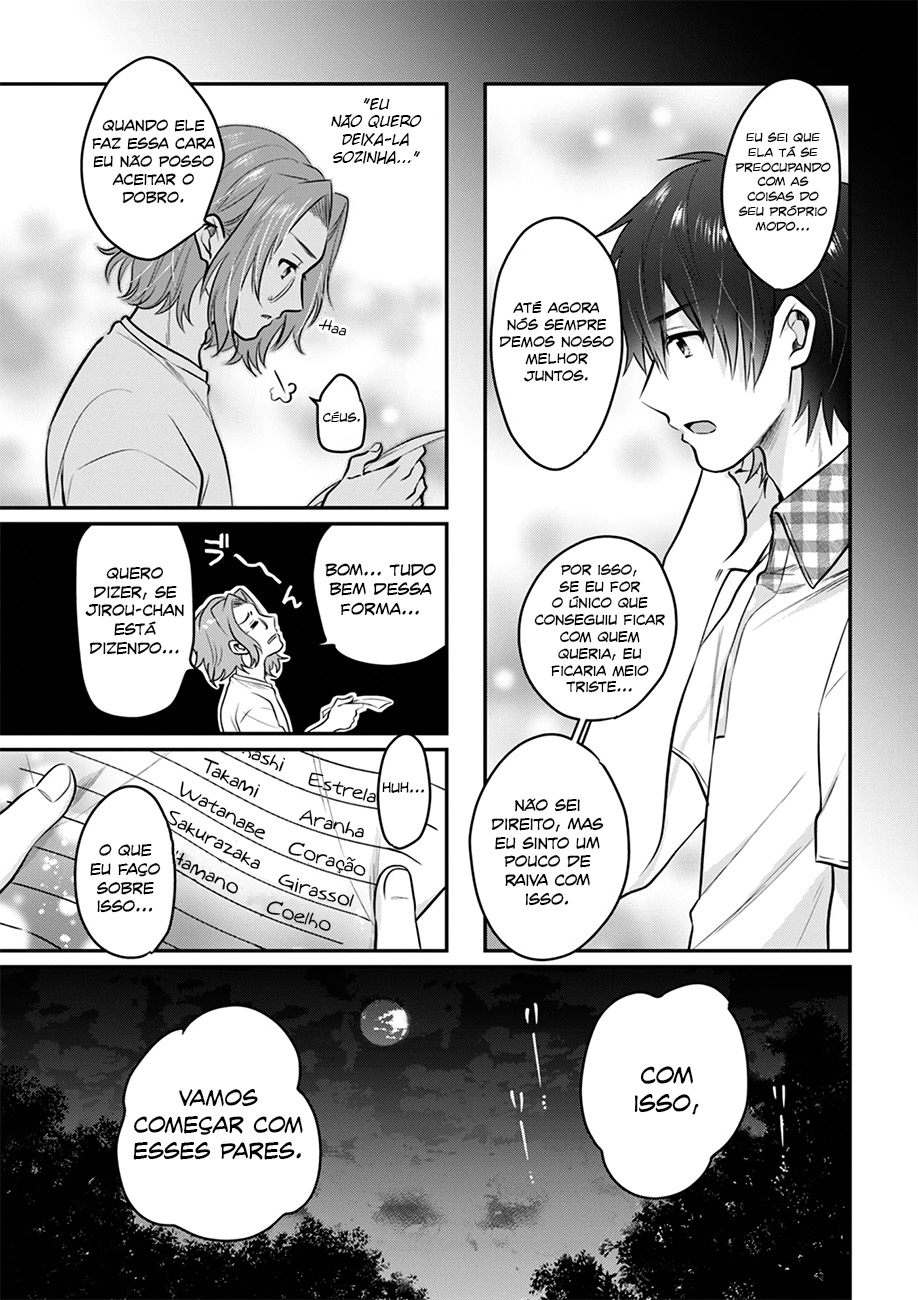 EU SEI QUE
ELA TÁ SE
PREOCUPANDO
COM AS
COISAS DO
SEU PRÓPRIO
MODO...
ATÉ AGORA
NÓS SEMPRE
DEMOS NOSSO
MELHOR
JUNTOS.
POR ISSO,
SE EU FOR
O ÚNICO QUE
CONSEGUIU FICAR
COM QUEM
QUERIA, EU
FICARIA MEIO
TRISTE...
NÃO SEI
DIREITO, MAS
EU SINTO UM
POUCO DE
RAIVA COM
ISSO.
"EU
NÃO QUERO
DEIXA-LA
SOZINHA..."
QUANDO ELE
FAZ ESSA CARA
EU NÃO POSSO
ACEITAR O
DOBRO.
Haa
CÉUS.
BOM... TUDO
BEM DESSA
FORMA...
ブーん
QUERO
DIZER, SE
JIROU-CHAN
ESTÁ
DIZENDO...
HUH...
Estrela
Takami Aranha
Watanabe Coração
Sakurazaka Girassol
Hamano Coelho
O QUE
EU FAÇO
SOBRE
ISSO...
COM
ISSO,
VAMOS
COMEÇAR COM
ESSES PARES.